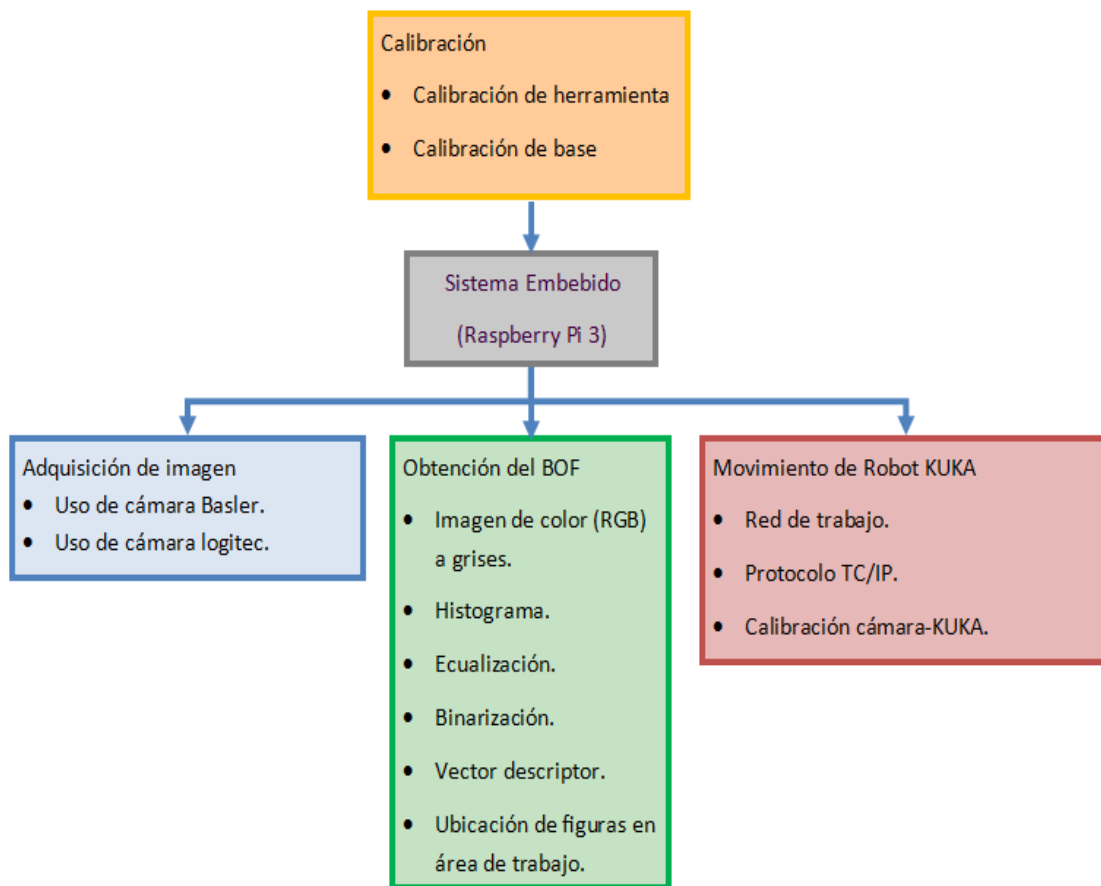 Calibración
• Calibración de herramienta
• Calibración de base
Sistema Embebido
(Raspberry Pi 3)
Adquisición de imagen
• Uso de cámara Basler.
• Uso de cámara logitec.
Obtención del BOF
• Imagen de color (RGB)
a grises.
• Histograma.
• Ecualización.
• Binarización.
• Vector descriptor.
• Ubicación de figuras en
área de trabajo.
Movimiento de Robot KUKA
• Red de trabajo.
• Protocolo TC/IP.
• Calibración cámara-KUKA.